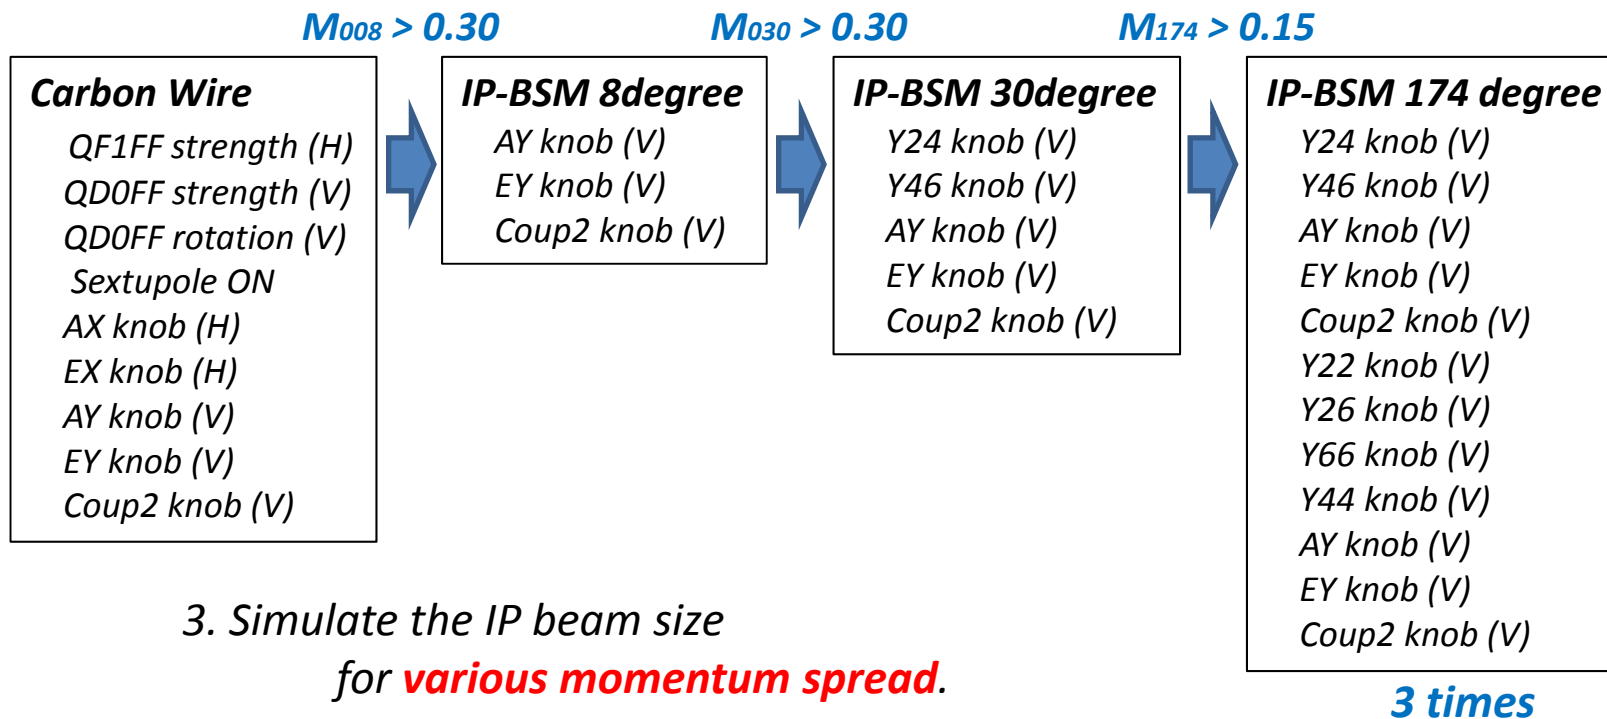 M008 > 0.30
M030 > 0.30
M174 > 0.15
Carbon Wire
QF1FF strength (H)
QD0FF strength (V)
QD0FF rotation (V)
Sextupole ON
AX knob (H)
EX knob (H)
AY knob (V)
EY knob (V)
Coup2 knob (V)
IP-BSM 8degree
AY knob (V)
EY knob (V)
Coup2 knob (V)
IP-BSM 30degree
Y24 knob (V)
Y46 knob (V)
AY knob (V)
EY knob (V)
Coup2 knob (V)
IP-BSM 174 degree
Y24 knob (V)
Y46 knob (V)
AY knob (V)
EY knob (V)
Coup2 knob (V)
Y22 knob (V)
Y26 knob (V)
Y66 knob (V)
Y44 knob (V)
AY knob (V)
EY knob (V)
Coup2 knob (V)
3 times
3. Simulate the IP beam size
for various momentum spread.